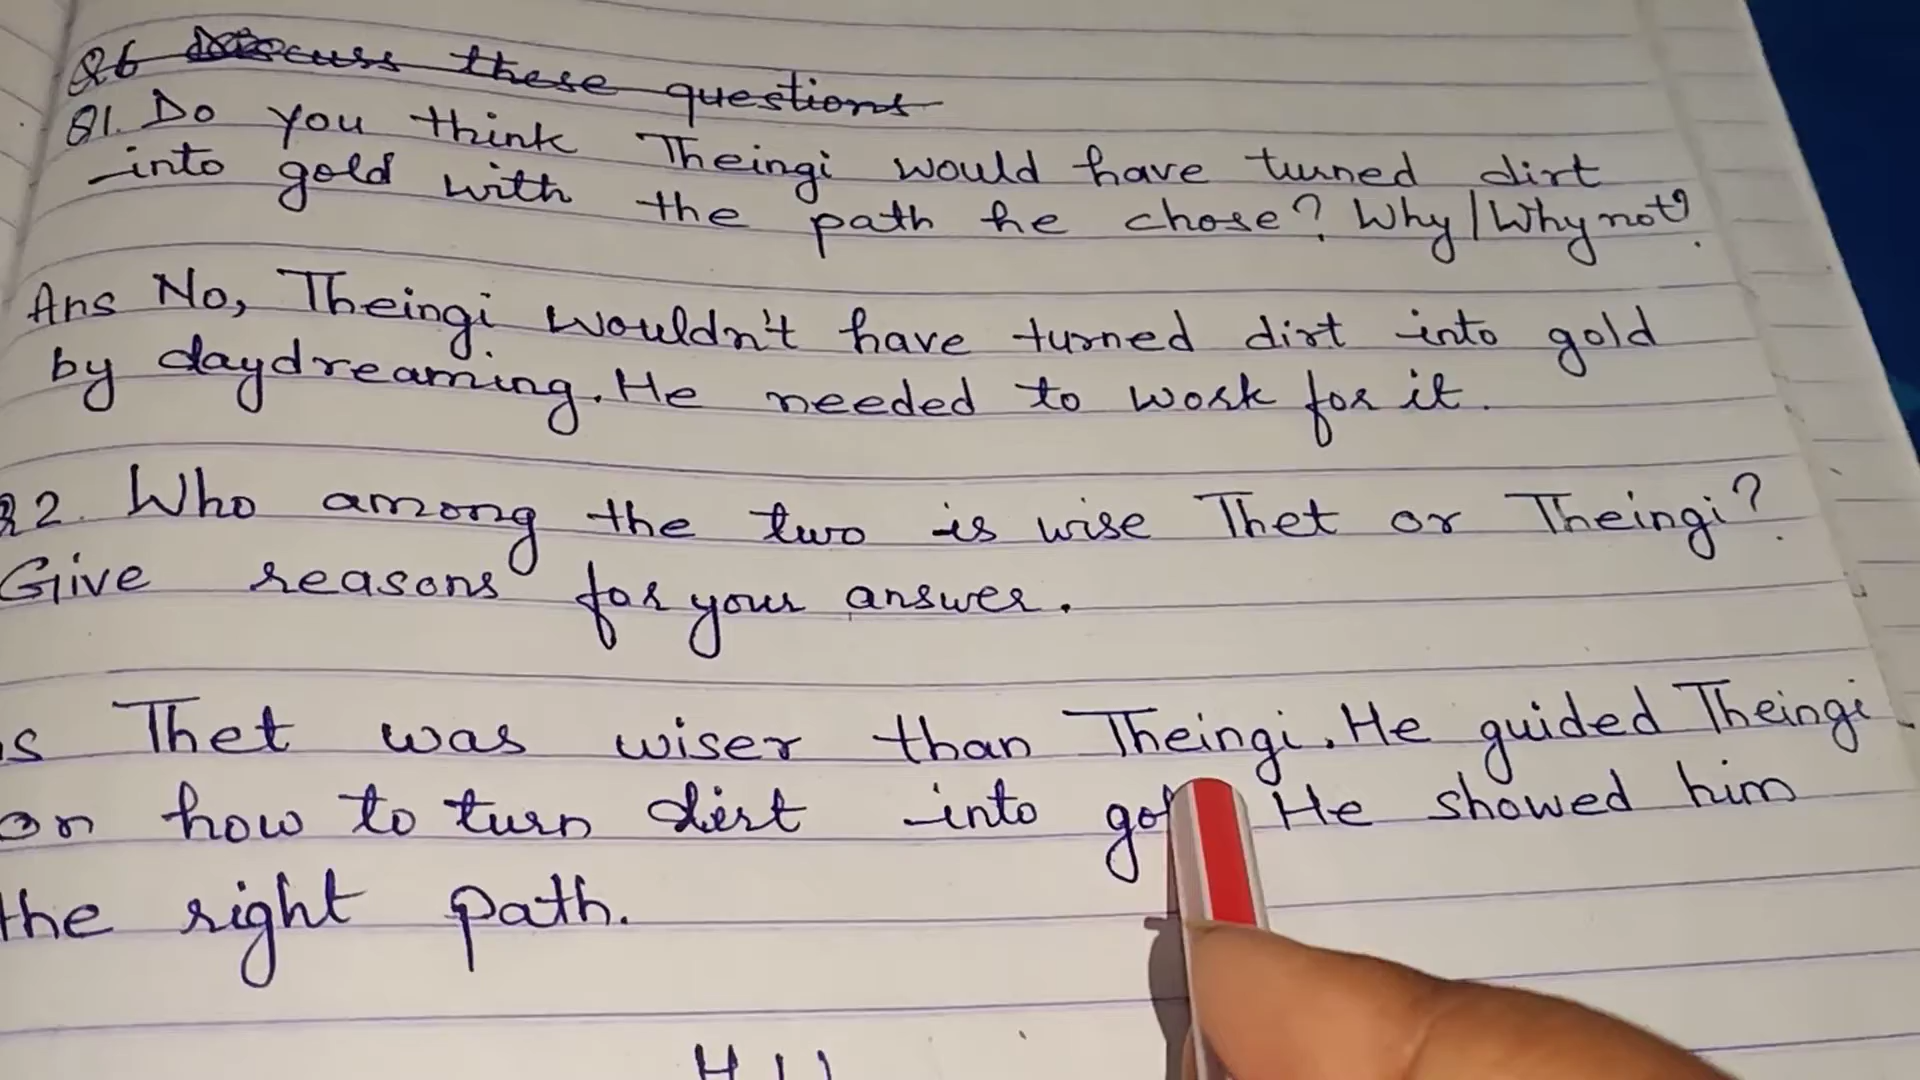 Q6 Discuss these questions
Q1. Do you think Theingi would have turned dirt
into gold with the path he chose? Why/Why not?
Ans No, Theingi wouldn't have turned dirt into gold
by daydreaming. He needed to work for it.
Q2. Who among the two is wise Thet or Theingi?
Give reasons for your answer.
s Thet was wiser than Theingi. He guided Theingi
on how to turn dirt into He showed him
the right path.